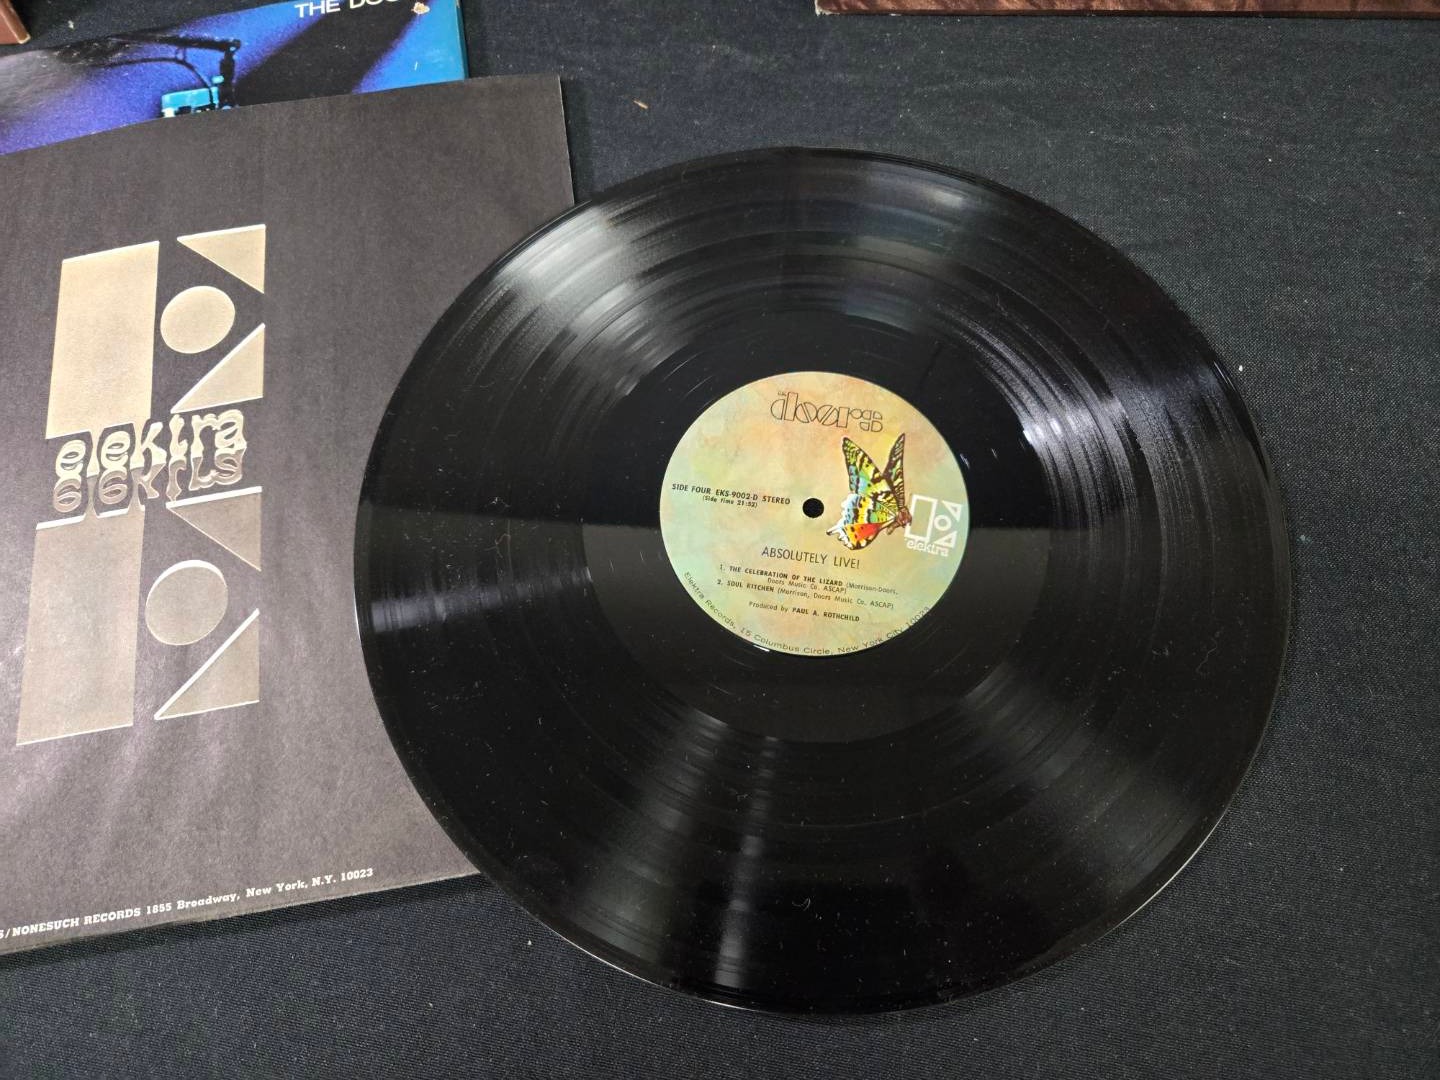 THE
elektra
S/NONESUCH RECORDS 1855 Broadway, New York, N.Y. 10023
the doors
SIDE FOUR EKS-9002-D STEREO
(Side time 21:52)
elektra
ABSOLUTELY LIVE!
1. THE CELEBRATION OF THE LIZARD (Morrison-Doors,
Doors Music Co. ASCAP)
2. SOUL KITCHEN (Morrison, Doors Music Co. ASCAP)
Produced by PAUL A. ROTHCHILD
Elektra Records, 15 Columbus Circle, New York City 10023